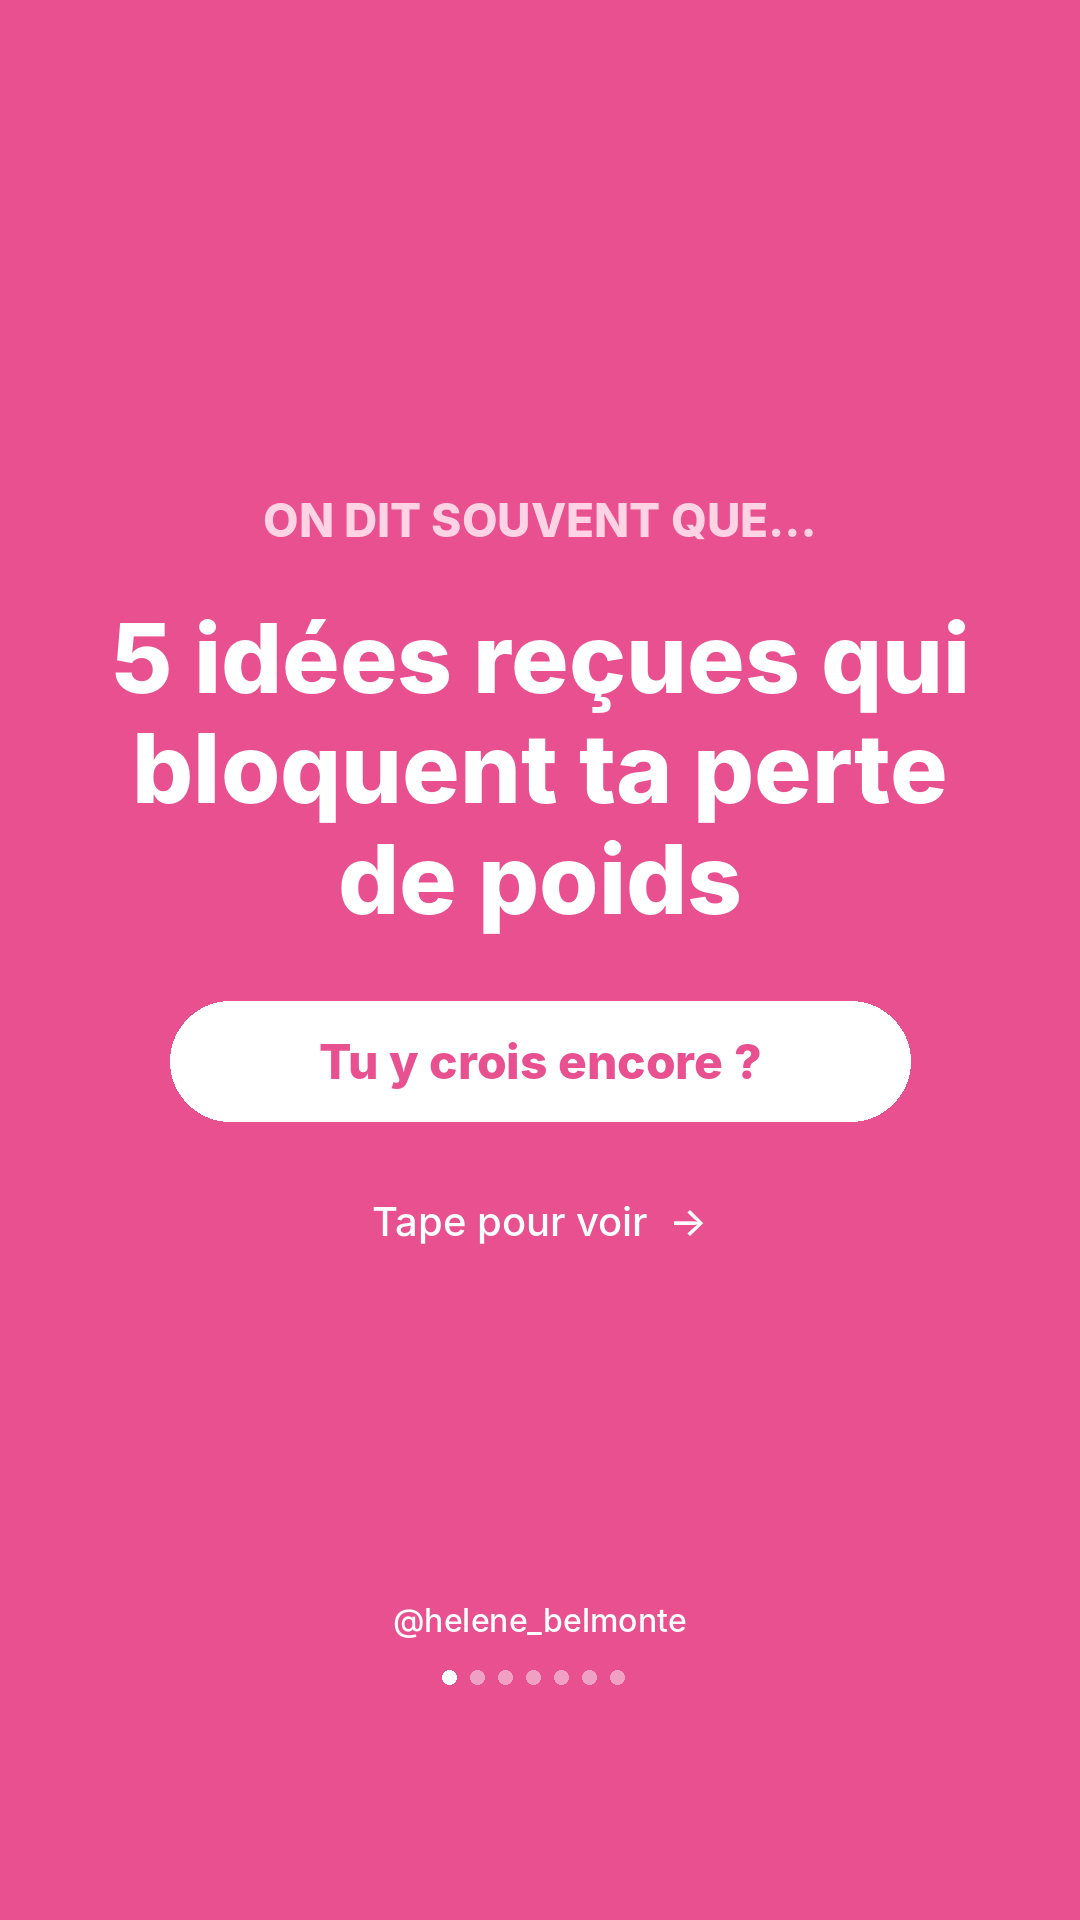 ON DIT SOUVENT QUE...
5 idées reçues qui
bloquent ta perte
de poids
Tu y crois encore ?
Tape pour voir →
@helene_belmonte